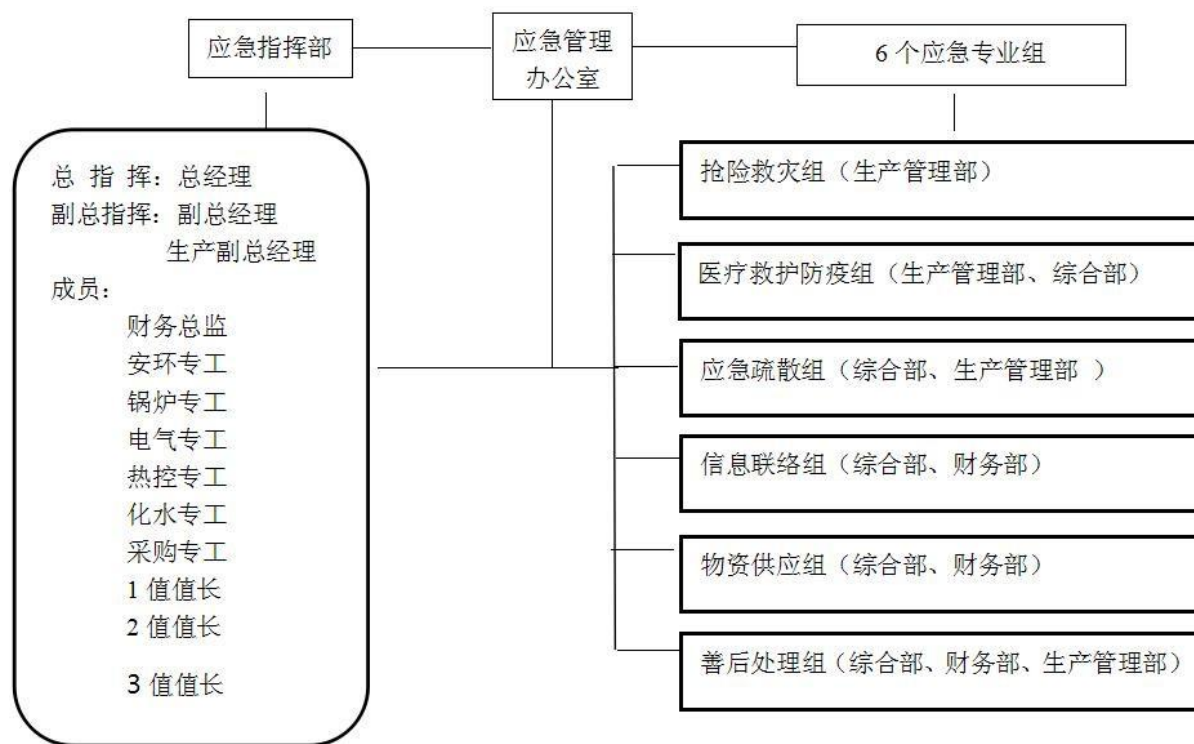 应急指挥部
应急管理
办公室
6 个应急专业组
总 指 挥：总经理
副总指挥：副总经理
生产副总经理
成员：
财务总监
安环专工
锅炉专工
电气专工
热控专工
化水专工
采购专工
1 值值长
2 值值长
3 值值长
抢险救灾组（生产管理部）
医疗救护防疫组（生产管理部、综合部）
应急疏散组（综合部、生产管理部 ）
信息联络组（综合部、财务部）
物资供应组（综合部、财务部）
善后处理组（综合部、财务部、生产管理部）